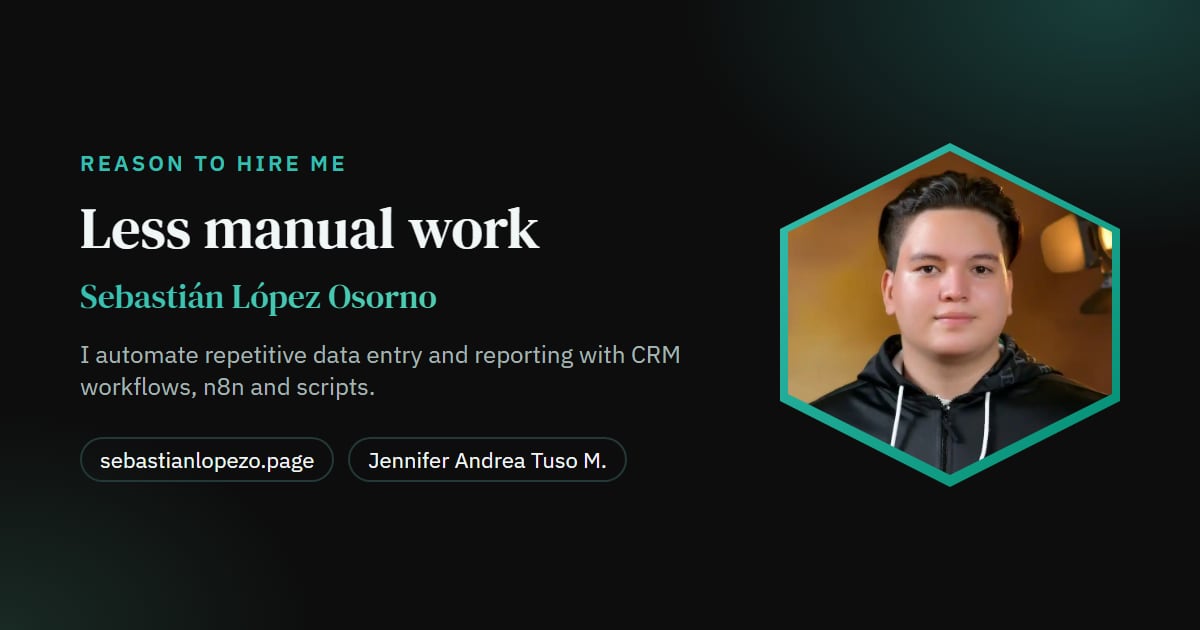 REASON TO HIRE ME
Less manual work
Sebastián López Osorno
I automate repetitive data entry and reporting with CRM
workflows, n8n and scripts.
sebastianlopezo.page
Jennifer Andrea Tuso M.